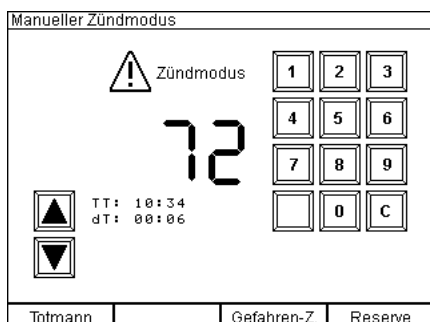 Manueller Zündmodus
Zündmodus
1 2 3
4 5 6
72
7 8 9
TT: 10:34
dT: 00:06
0 C
Totmann Gefahren-Z Reserve